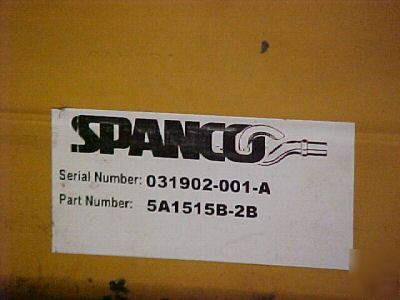 SPANCO
Serial Number: 031902-001-A
Part Number: 5A1515B-2B